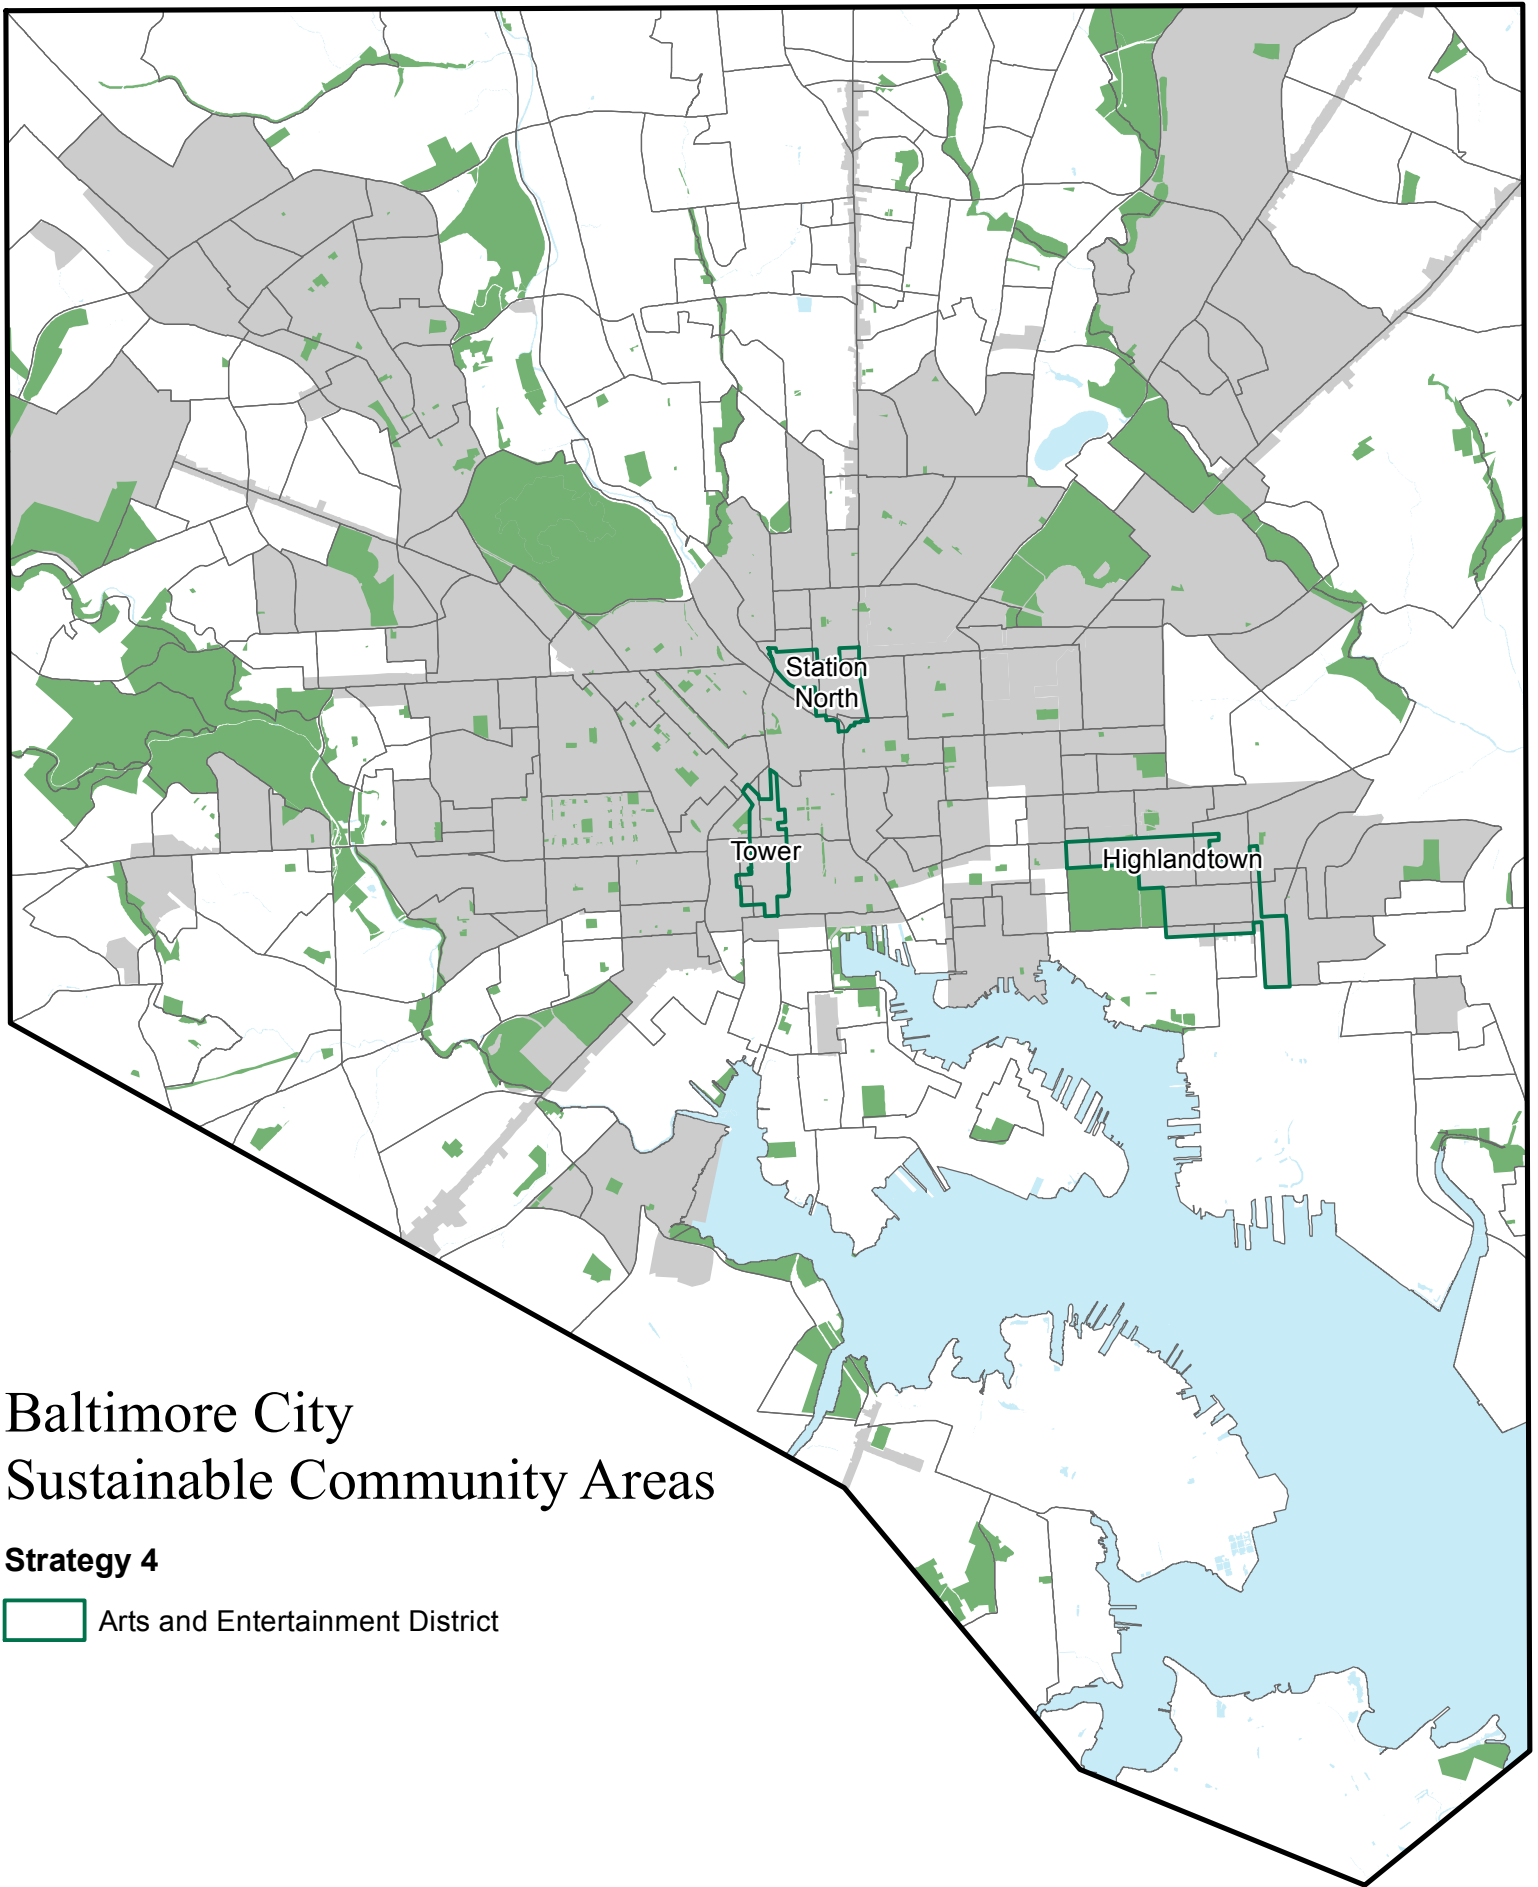 Station
North
Tower
Highlandtown
Baltimore City
Sustainable Community Areas
Strategy 4
Arts and Entertainment District